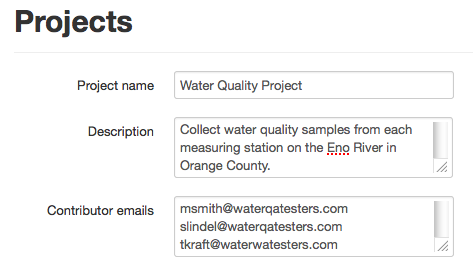 Projects
Project name
Water Quality Project
Description
Collect water quality samples from each
measuring station on the Eno River in
Orange County.
Contributor emails
msmith@waterqatesters.com
slindel@waterqatesters.com
tkraft@waterwatesters.com